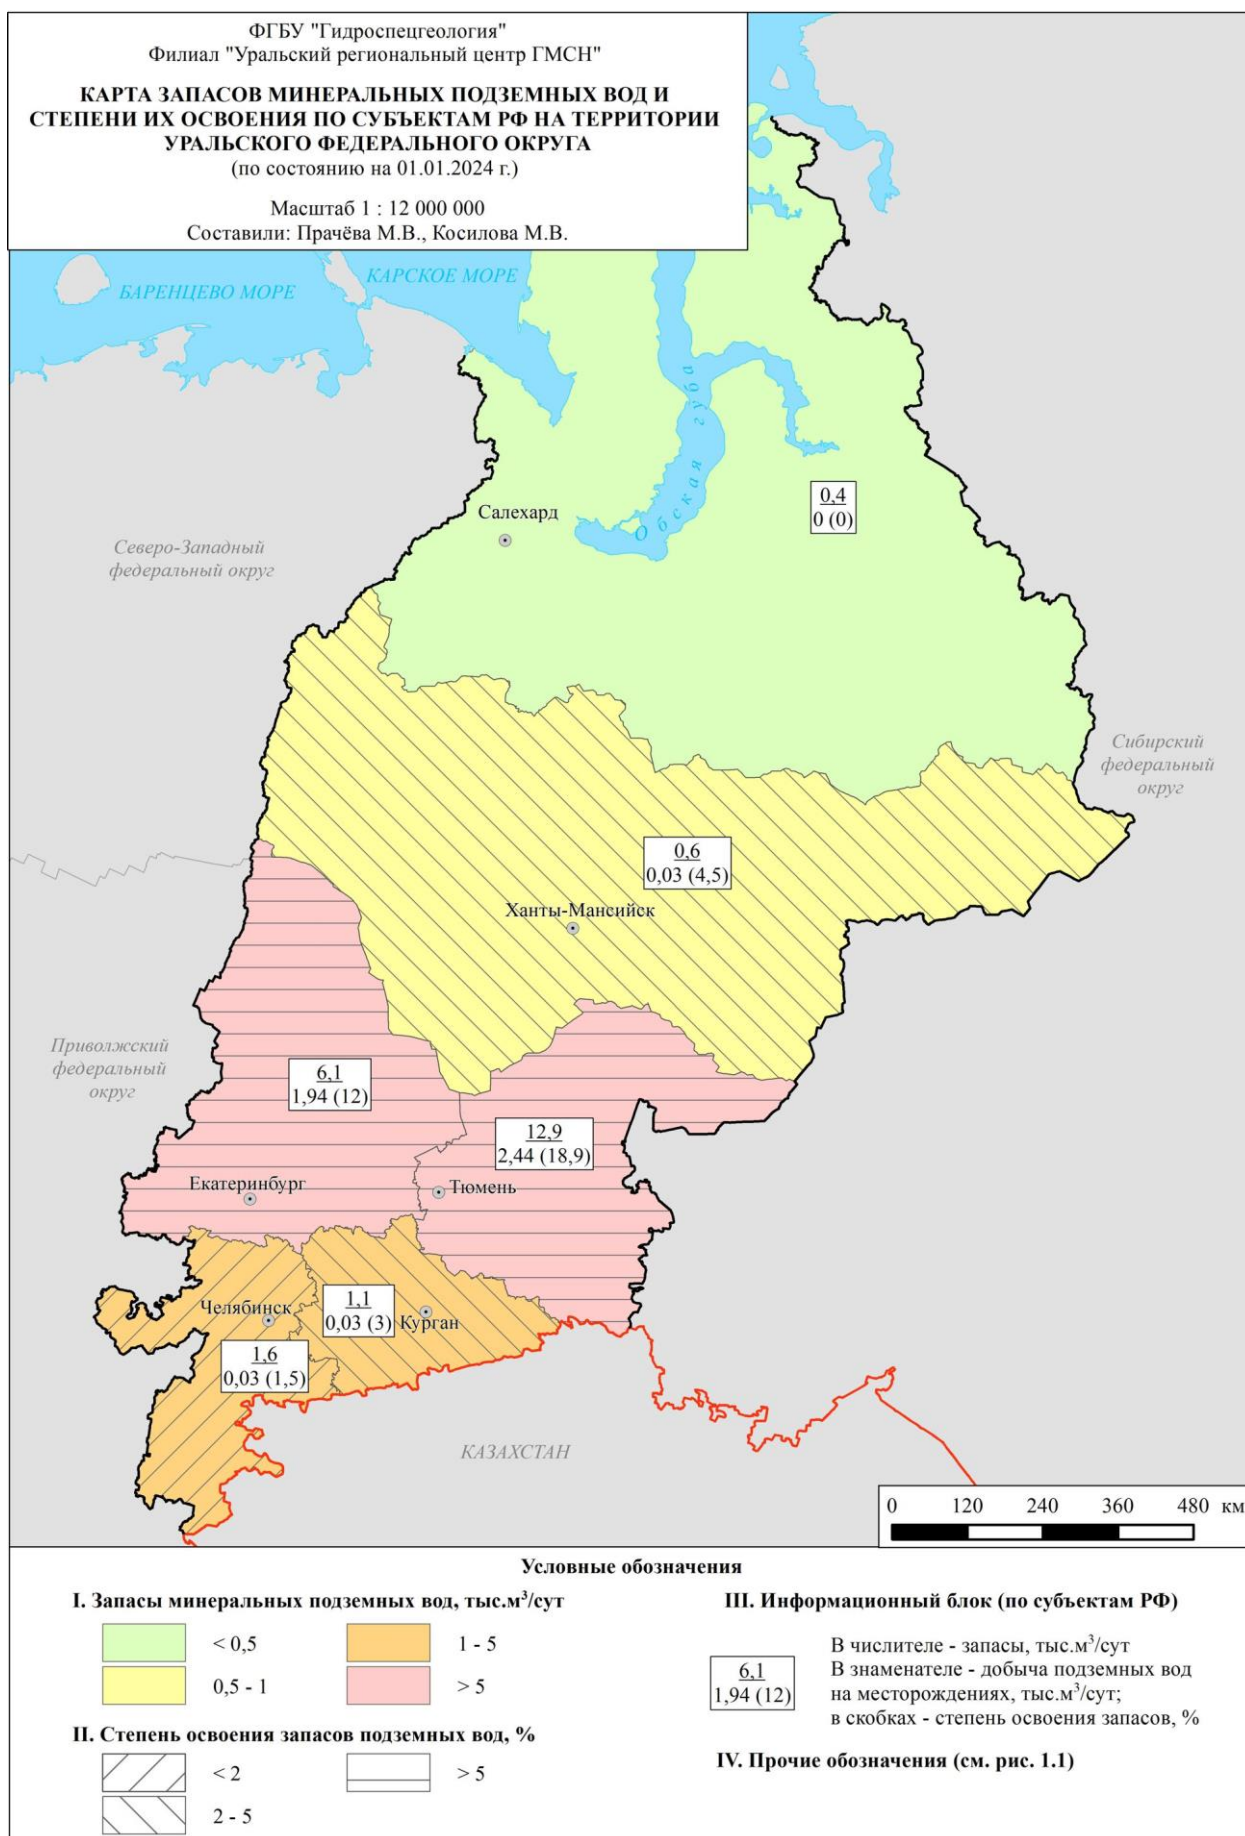 ФГБУ "Гидроспецгеология"
Филиал "Уральский региональный центр ГМСН"
КАРТА ЗАПАСОВ МИНЕРАЛЬНЫХ ПОДЗЕМНЫХ ВОД И
СТЕПЕНИ ИХ ОСВОЕНИЯ ПО СУБЪЕКТАМ РФ НА ТЕРРИТОРИИ
УРАЛЬСКОГО ФЕДЕРАЛЬНОГО ОКРУГА
(по состоянию на 01.01.2024 г.)
Масштаб 1 : 12 000 000
Составили: Прачёва М.В., Косилова М.В.
БАРЕНЦЕВО МОРЕ
КАРСКОЕ МОРЕ
Обская губа
Салехард
0,4
0 (0)
Северо-Западный
федеральный округ
Сибирский
федеральный
округ
0,6
0,03 (4,5)
Ханты-Мансийск
Приволжский
федеральный
округ
6,1
1,94 (12)
12,9
2,44 (18,9)
Екатеринбург
Тюмень
Челябинск
1,1
0,03 (3)
Курган
1,6
0,03 (1,5)
КАЗАХСТАН
0 120 240 360 480 км
Условные обозначения
I. Запасы минеральных подземных вод, тыс.м³/сут
< 0,5
1 - 5
0,5 - 1
> 5
II. Степень освоения запасов подземных вод, %
< 2
> 5
2 - 5
III. Информационный блок (по субъектам РФ)
6,1
1,94 (12)
В числителе - запасы, тыс.м³/сут
В знаменателе - добыча подземных вод
на месторождениях, тыс.м³/сут;
в скобках - степень освоения запасов, %
IV. Прочие обозначения (см. рис. 1.1)